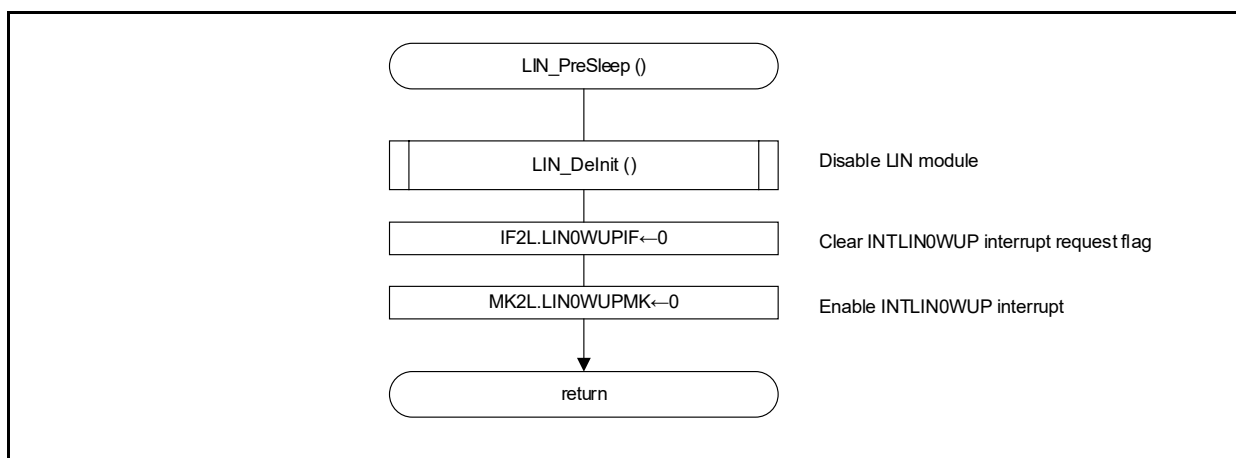 LIN_PreSleep ()
LIN_DeInit ()
Disable LIN module
IF2L.LIN0WUPIF←0
Clear INTLIN0WUP interrupt request flag
MK2L.LIN0WUPMK←0
Enable INTLIN0WUP interrupt
return